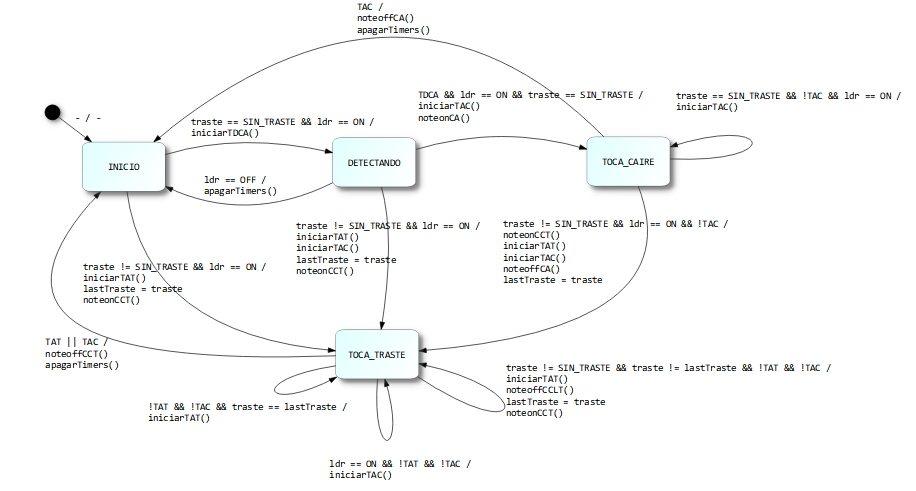 TAC /
noteoffCA()
apagarTimers()
TDCA && ldr == ON && traste == SIN_TRASTE /
iniciarTAC()
noteonCA()
traste == SIN_TRASTE && !TAC && ldr == ON /
iniciarTAC()
- / -
traste == SIN_TRASTE && ldr == ON /
iniciarTDCA()
INICIO
DETECTANDO
TOCA_CAIRE
ldr == OFF /
apagarTimers()
traste != SIN_TRASTE && ldr == ON /
iniciarTAT()
iniciarTAC()
lastTraste = traste
noteonCCT()
traste != SIN_TRASTE && ldr == ON && !TAC /
noteonCCT()
iniciarTAT()
iniciarTAC()
noteoffCA()
lastTraste = traste
traste != SIN_TRASTE && ldr == ON /
iniciarTAT()
lastTraste = traste
noteonCCT()
TAT || TAC /
noteoffCCT()
apagarTimers()
TOCA_TRASTE
traste != SIN_TRASTE && traste != lastTraste && !TAT && !TAC /
iniciarTAT()
noteoffCCLT()
lastTraste = traste
noteonCCT()
!TAT && !TAC && traste == lastTraste /
iniciarTAT()
ldr == ON && !TAT && !TAC /
iniciarTAC()